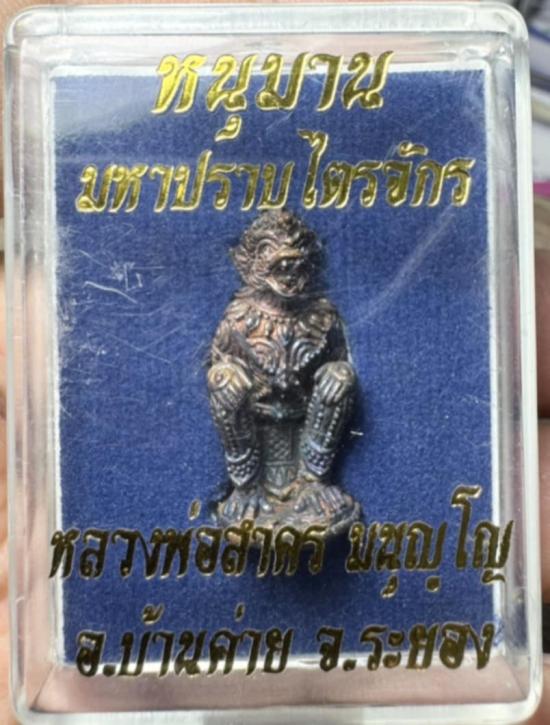 หนุมาน
มหาปราบไตรจักร
หลวงพ่อสาคร มนุญฺโญ
อ.บ้านค่าย จ.ระยอง